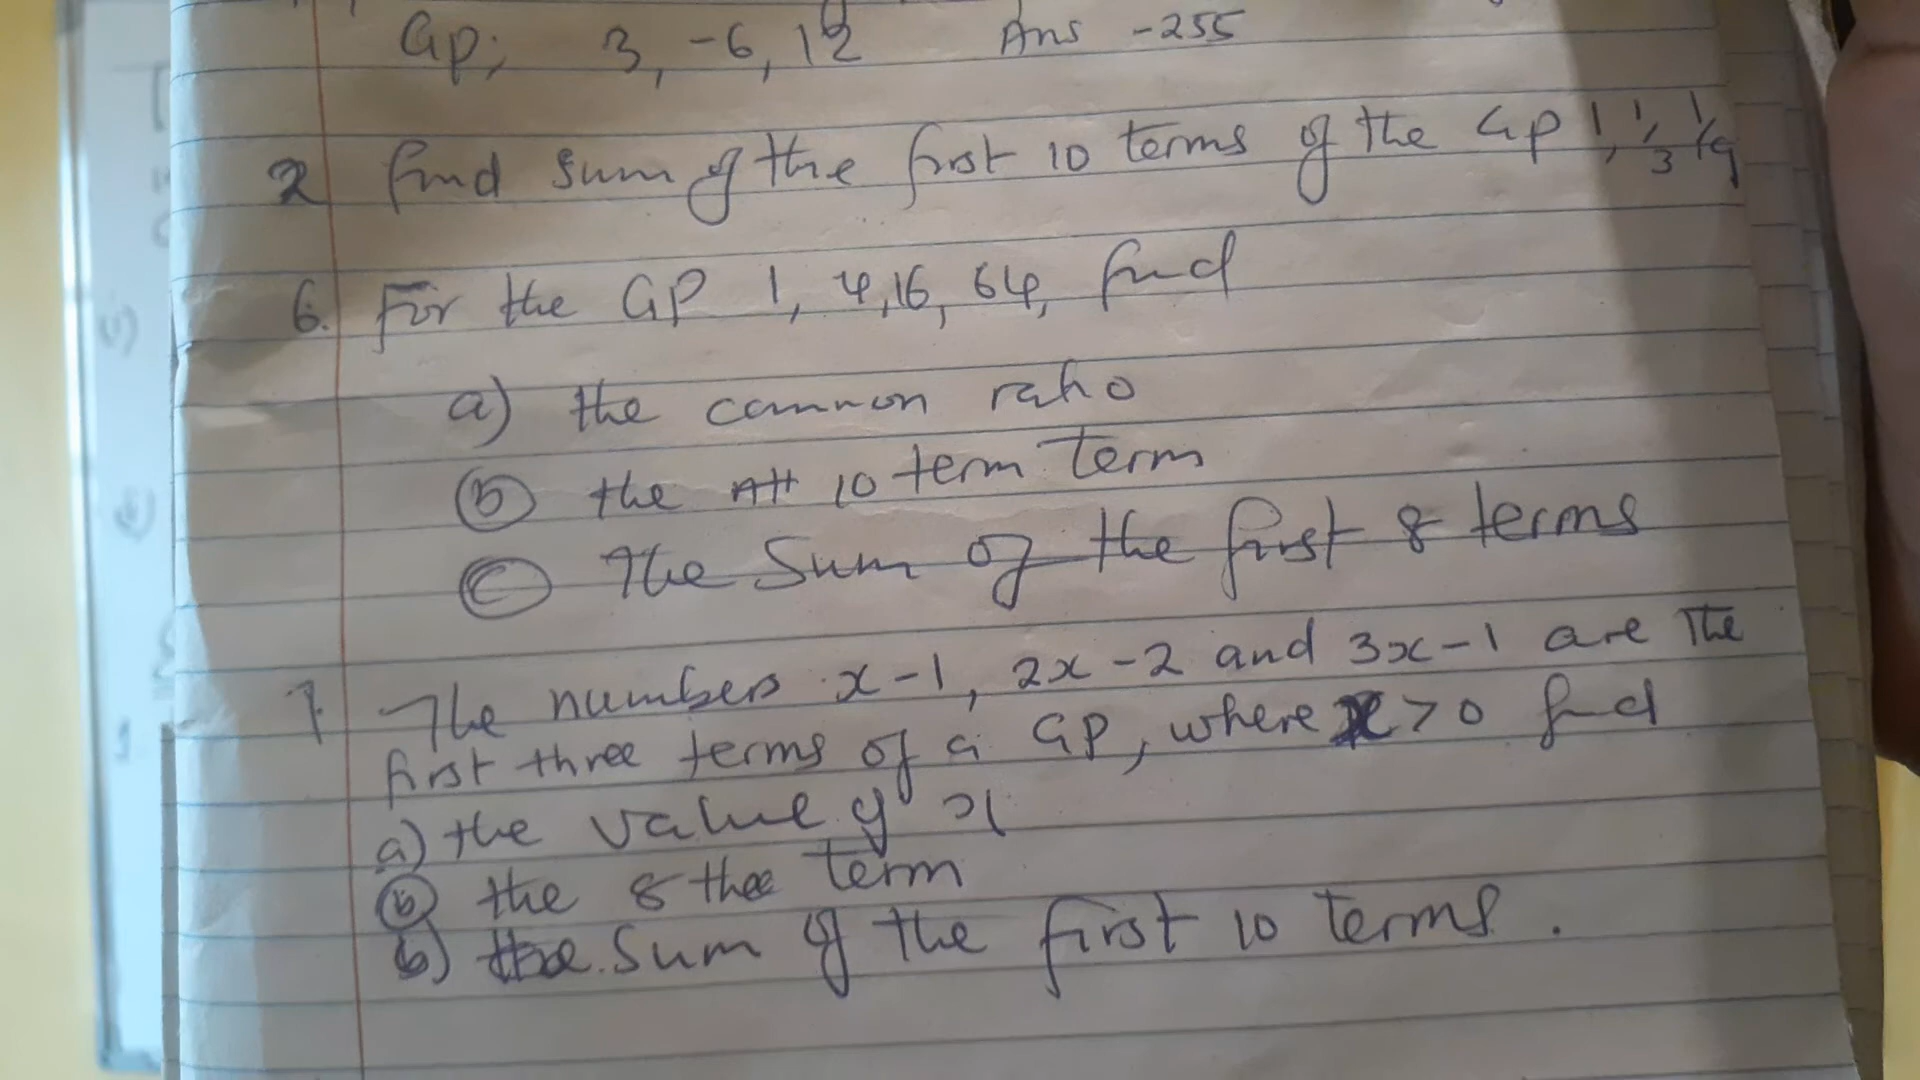 Gp; 3, -6, 12 Ans -255
2 find sum of the first 10 terms of the GP 1, 1/3 1/9
6. For the GP 1, 4, 16, 64, find
a) the common ratio
(b) the nth 10 term term
(c) The Sum of the first 8 terms
7. The numbers x-1, 2x-2 and 3x-1 are the
first three terms of a GP, where x>0 find
a) the value of x
(b) the 8 the term
b) the sum of the first 10 terms.